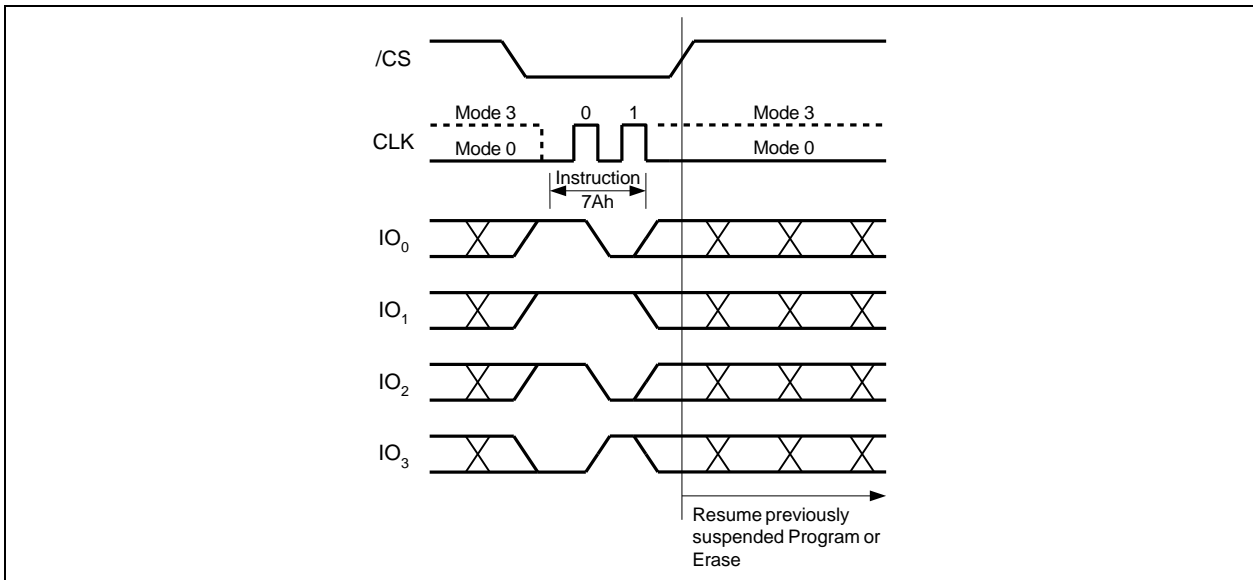 /CS
Mode 3 0 1 Mode 3
CLK
Mode 0 Mode 0
Instruction
7Ah
IO0
IO1
IO2
IO3
Resume previously
suspended Program or
Erase